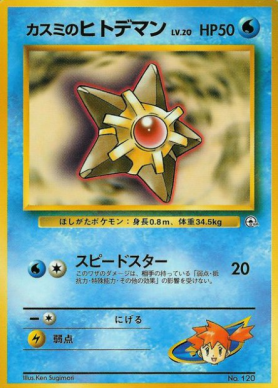 カスミのヒトデマン LV.20 HP50
ほしがたポケモン：身長0.8m、体重34.5kg
スピードスター 20
このワザのダメージは、相手の持っている「弱点・抵
抗力・特殊能力・その他の効果」の影響を受けない。
にげる
弱点
Illus. Ken Sugimori
No. 120